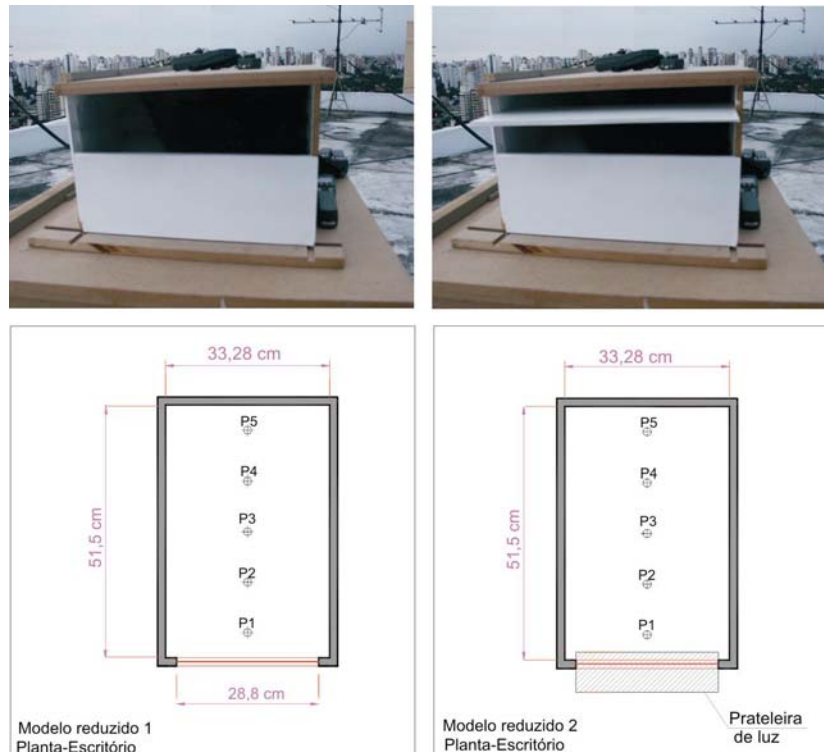 33,28 cm
P5
P4
P3
P2
P1
51,5 cm
28,8 cm
Modelo reduzido 1
Planta-Escritório
33,28 cm
P5
P4
P3
P2
P1
51,5 cm
Modelo reduzido 2
Planta-Escritório
Prateleira
de luz